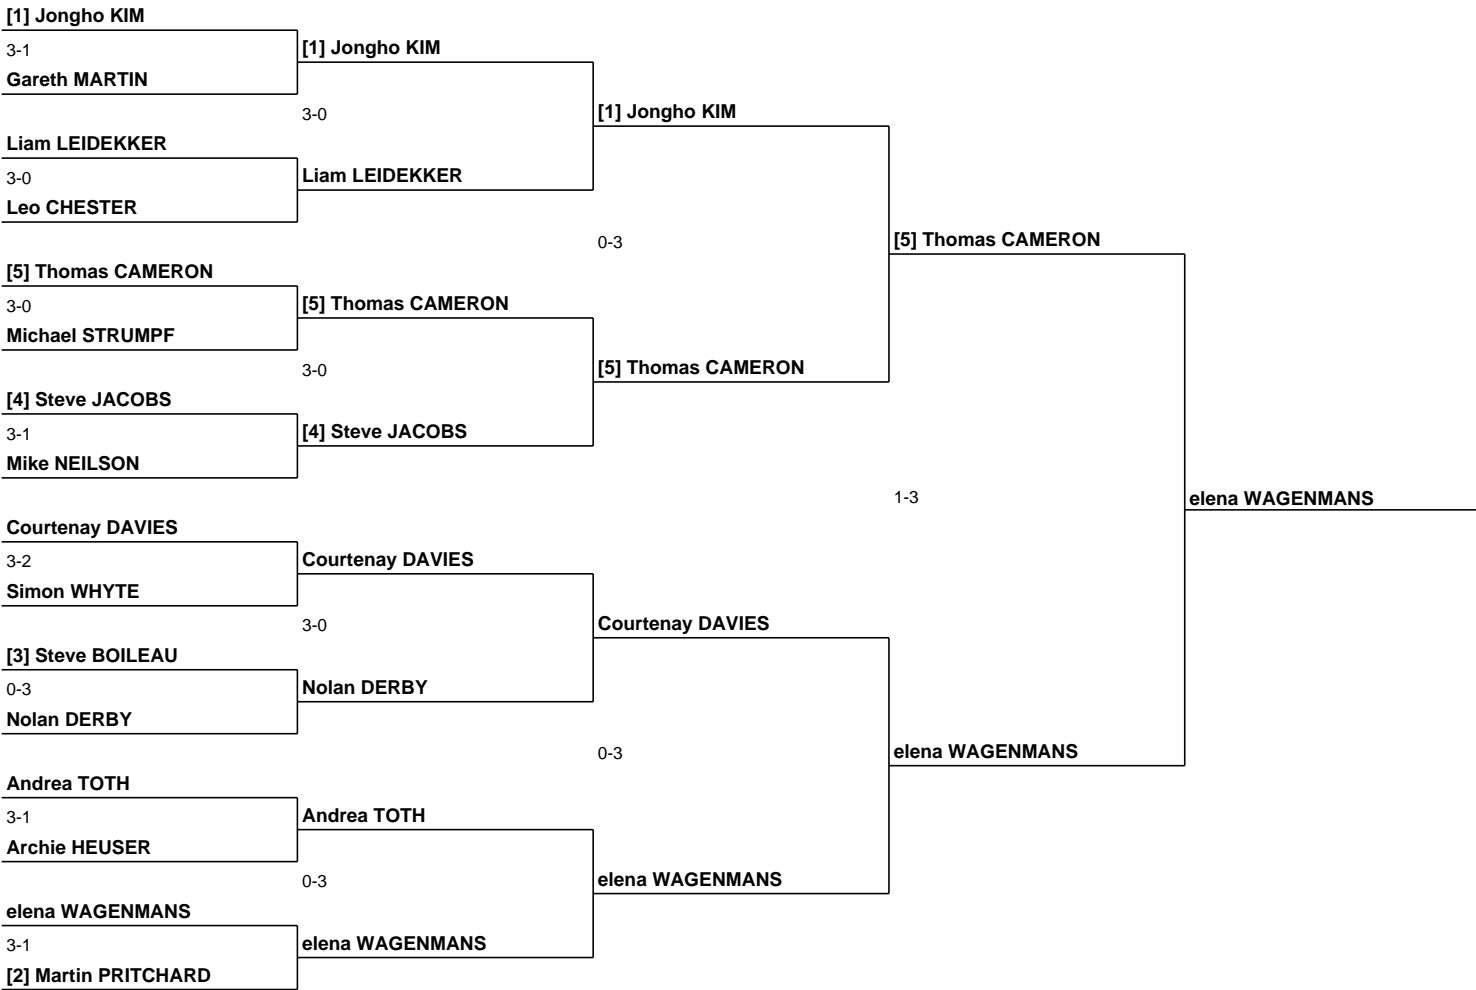 [1] Jongho KIM
3-1
[1] Jongho KIM
Gareth MARTIN
3-0
[1] Jongho KIM
Liam LEIDEKKER
3-0
Liam LEIDEKKER
Leo CHESTER
0-3
[5] Thomas CAMERON
[5] Thomas CAMERON
3-0
[5] Thomas CAMERON
Michael STRUMPF
3-0
[5] Thomas CAMERON
[4] Steve JACOBS
3-1
[4] Steve JACOBS
Mike NEILSON
1-3
elena WAGENMANS
Courtenay DAVIES
3-2
Courtenay DAVIES
Simon WHYTE
3-0
Courtenay DAVIES
[3] Steve BOILEAU
0-3
Nolan DERBY
Nolan DERBY
0-3
elena WAGENMANS
Andrea TOTH
3-1
Andrea TOTH
Archie HEUSER
0-3
elena WAGENMANS
elena WAGENMANS
3-1
elena WAGENMANS
[2] Martin PRITCHARD